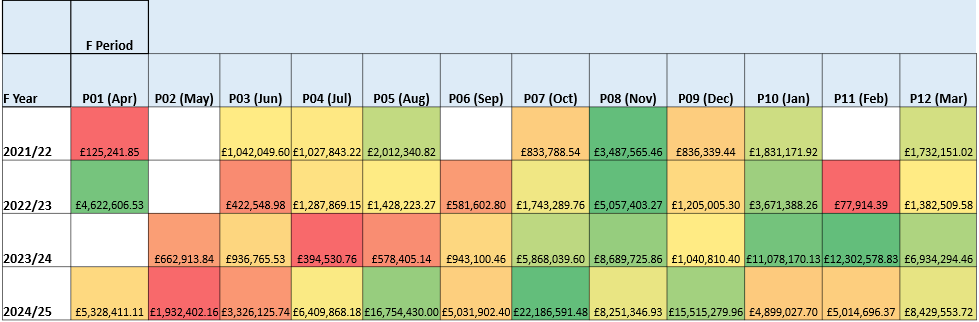 F Period
F Year P01 (Apr) P02 (May) P03 (Jun) P04 (Jul) P05 (Aug) P06 (Sep) P07 (Oct) P08 (Nov) P09 (Dec) P10 (Jan) P11 (Feb) P12 (Mar)
2021/22 £125,241.85 £1,042,049.60 £1,027,843.22 £2,012,340.82 £833,788.54 £3,487,565.46 £836,339.44 £1,831,171.92 £1,732,151.02
2022/23 £4,622,606.53 £422,548.98 £1,287,869.15 £1,428,223.27 £581,602.80 £1,743,289.76 £5,057,403.27 £1,205,005.30 £3,671,388.26 £77,914.39 £1,382,509.58
2023/24 £662,913.84 £936,765.53 £394,530.76 £578,405.14 £943,100.46 £5,868,039.60 £8,689,725.86 £1,040,810.40 £11,078,170.13 £12,302,578.83 £6,934,294.46
2024/25 £5,328,411.11 £1,932,402.16 £3,326,125.74 £6,409,868.18 £16,754,430.00 £5,031,902.40 £22,186,591.48 £8,251,346.93 £15,515,279.96 £4,899,027.70 £5,014,696.37 £8,429,553.72